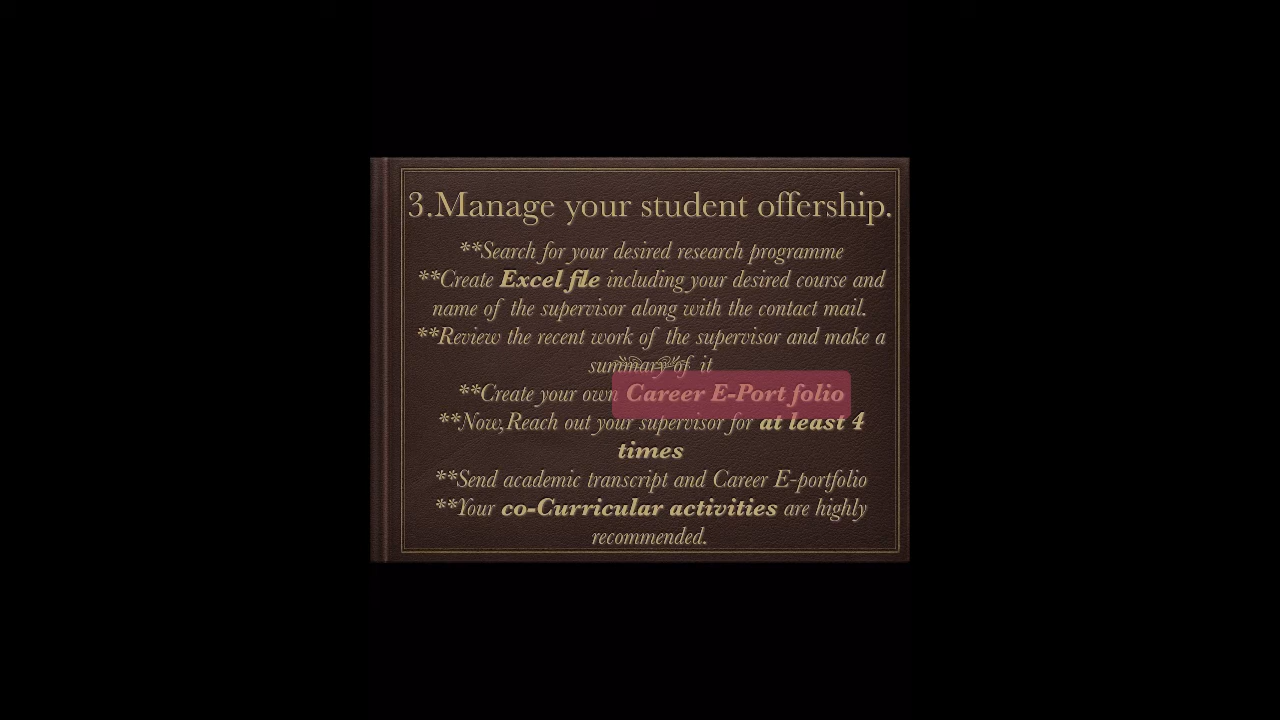 3.Manage your student offership.
**Search for your desired research programme
**Create Excel file including your desired course and
name of the supervisor along with the contact mail.
**Review the recent work of the supervisor and make a
summary of it
**Create your own Career E-Port folio
**Now,Reach out your supervisor for at least 4
times
**Send academic transcript and Career E-portfolio
**Your co-Curricular activities are highly
recommended.